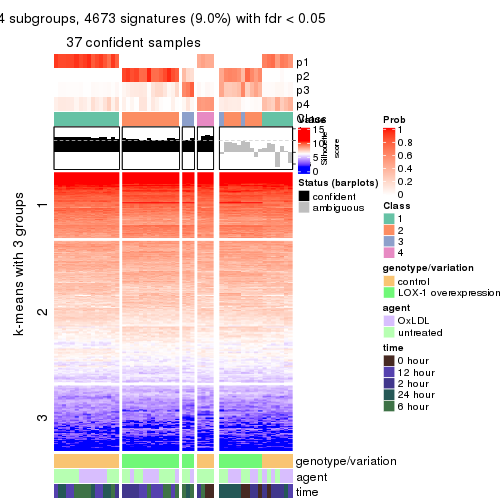 4 subgroups, 4673 signatures (9.0%) with fdr < 0.05
37 confident samples
p1
p2
p3
p4
Class
Silhouette
score
Value
15
10
5
0
Status (barplots)
confident
ambiguous
Prob
1
0.8
0.6
0.4
0.2
0
Class
1
2
3
4
genotype/variation
control
LOX-1 overexpression
agent
OxLDL
untreated
time
0 hour
12 hour
2 hour
24 hour
6 hour
k-means with 3 groups
1
2
3
genotype/variation
agent
time